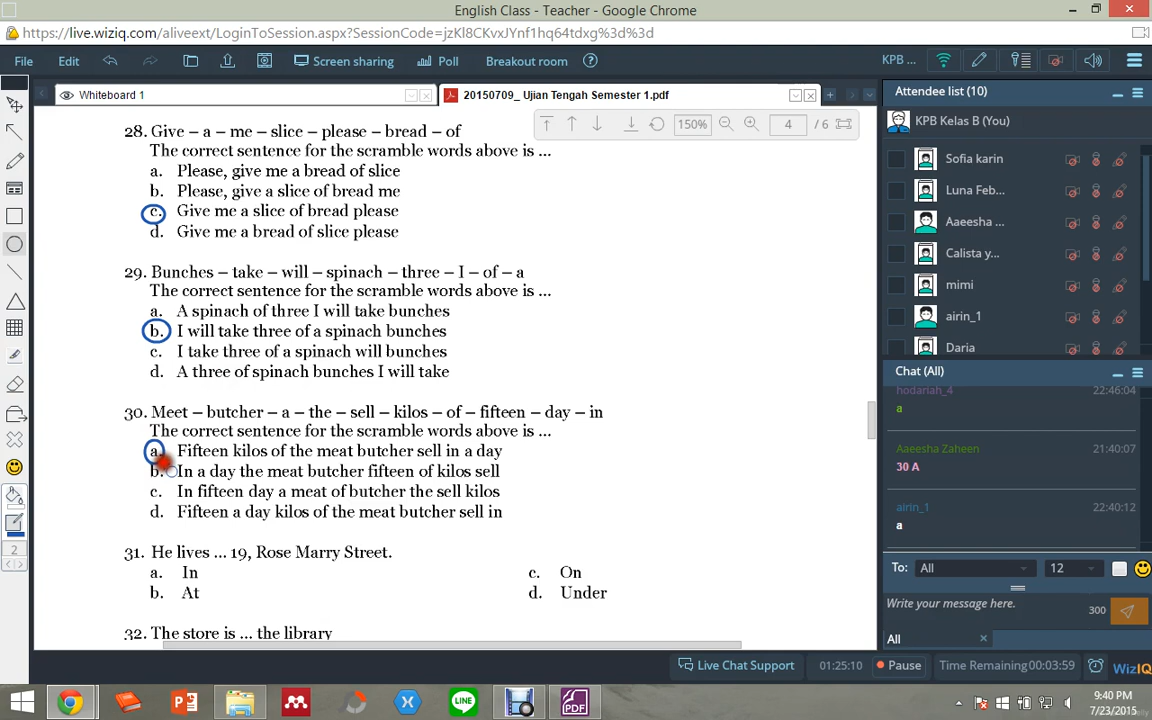 English Class - Teacher - Google Chrome
https://live.wiziq.com/aliveext/LoginToSession.aspx?SessionCode=jzKl8CKvxJYnf1hq64tdxg%3d%3d
File Edit Screen sharing Poll Breakout room KPB ...
Whiteboard 1
20150709_ Ujian Tengah Semester 1.pdf
150% 4 / 6
28. Give – a – me – slice – please – bread – of
The correct sentence for the scramble words above is ...
a. Please, give me a bread of slice
b. Please, give a slice of bread me
c. Give me a slice of bread please
d. Give me a bread of slice please
29. Bunches – take – will – spinach – three – I – of – a
The correct sentence for the scramble words above is ...
a. A spinach of three I will take bunches
b. I will take three of a spinach bunches
c. I take three of a spinach will bunches
d. A three of spinach bunches I will take
30. Meet – butcher – a – the – sell – kilos – of – fifteen – day – in
The correct sentence for the scramble words above is ...
a. Fifteen kilos of the meat butcher sell in a day
b. In a day the meat butcher fifteen of kilos sell
c. In fifteen day a meat of butcher the sell kilos
d. Fifteen a day kilos of the meat butcher sell in
31. He lives ... 19, Rose Marry Street.
a. In c. On
b. At d. Under
32. The store is ... the library
2
Attendee list (10)
KPB Kelas B (You)
Sofia karin
Luna Feb...
Aaeesha ...
Calista y...
mimi
airin_1
Daria
Chat (All)
hodariah_4 22:46:04
a
Aaeesha Zaheen 21:40:07
30 A
airin_1 22:40:12
a
To: All 12
Write your message here. 300
All
Live Chat Support 01:25:10 Pause Time Remaining 00:03:59 WizIQ
PDF
9:40 PM
7/23/2015